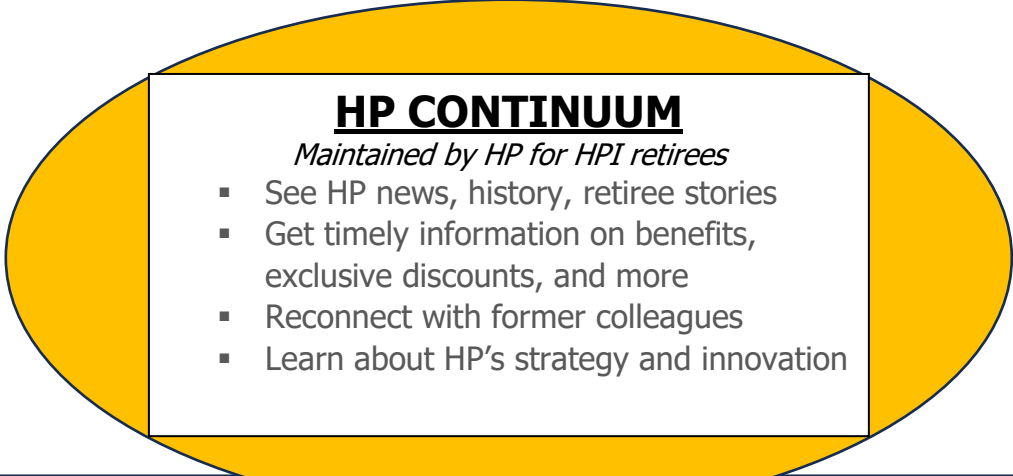 HP CONTINUUM
Maintained by HP for HPI retirees
▪ See HP news, history, retiree stories
▪ Get timely information on benefits,
exclusive discounts, and more
▪ Reconnect with former colleagues
▪ Learn about HP’s strategy and innovation